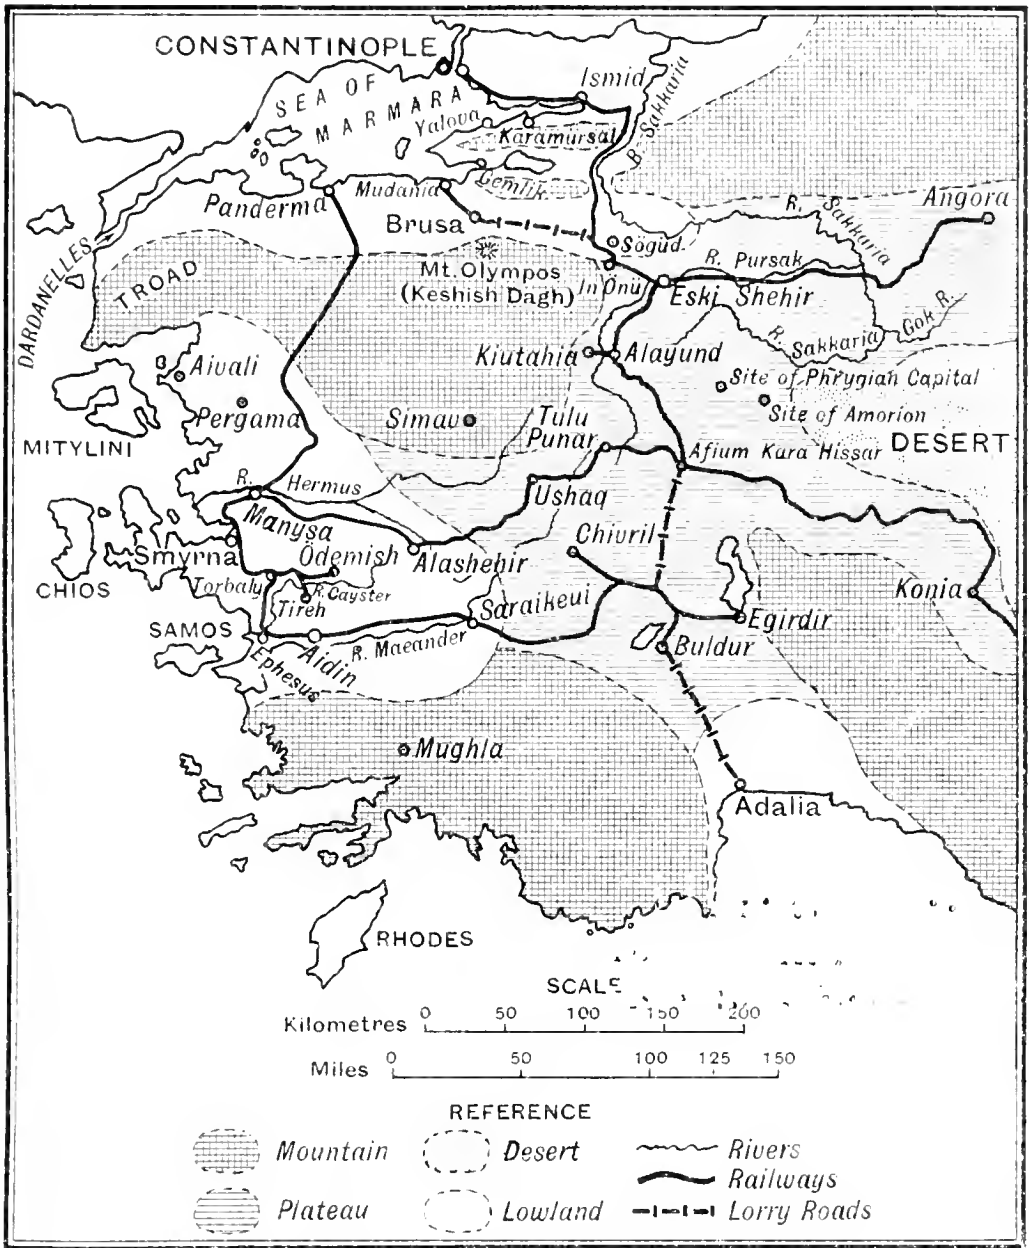 CONSTANTINOPLE
SEA OF
MARMARA
Ismid
Yalova
Karamursal
R. Sakkaria
Gemlik
Mudania
Panderma
Brusa
Angora
R. Sakkaria
Sögüd
DARDANELLES
TROAD
Mt. Olympos
(Keshish Dagh)
In Önü
R. Pursak
Eski Shehir
Gok R.
R. Sakkaria
Kiutahia
Alayund
Aivali
Site of Phrygian Capital
Site of Amorion
Pergama
Simav
Tulu
Punar
DESERT
MITYLINI
Afium Kara Hissar
R. Hermus
Ushaq
Manysa
Chivril
Smyrna
Ödemish
Alashehir
CHIOS
Torbaly
R. Cayster
Tireh
Saraikeui
Konia
SAMOS
Egirdir
Ephesus
Aidin
R. Maeander
Buldur
Mughla
Adalia
RHODES
SCALE
Kilometres 0 50 100 150 200
Miles 0 50 100 125 150
REFERENCE
Mountain Desert Rivers
Railways
Plateau Lowland Lorry Roads